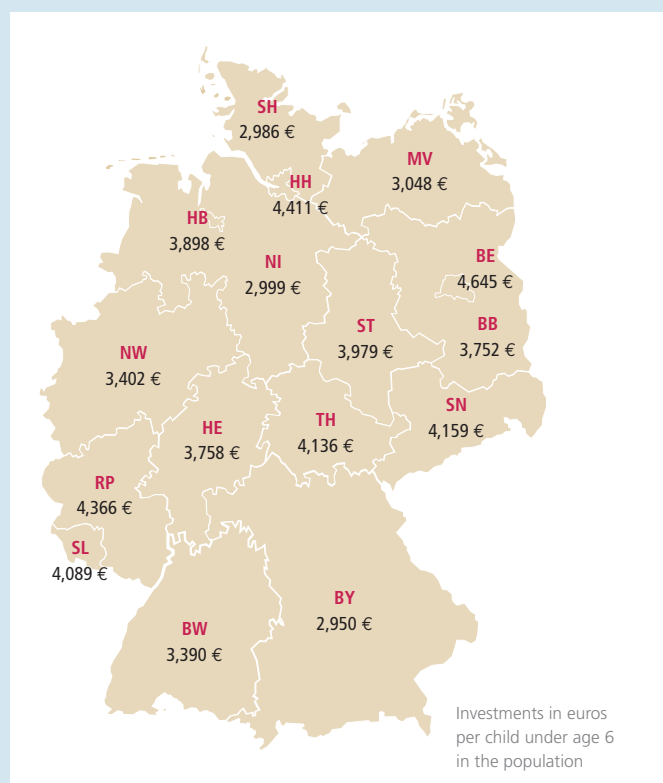 SH
2,986 €
MV
3,048 €
HH
4,411 €
HB
3,898 €
NI
2,999 €
BE
4,645 €
ST
3,979 €
BB
3,752 €
NW
3,402 €
SN
4,159 €
TH
4,136 €
HE
3,758 €
RP
4,366 €
SL
4,089 €
BY
2,950 €
BW
3,390 €
Investments in euros
per child under age 6
in the population